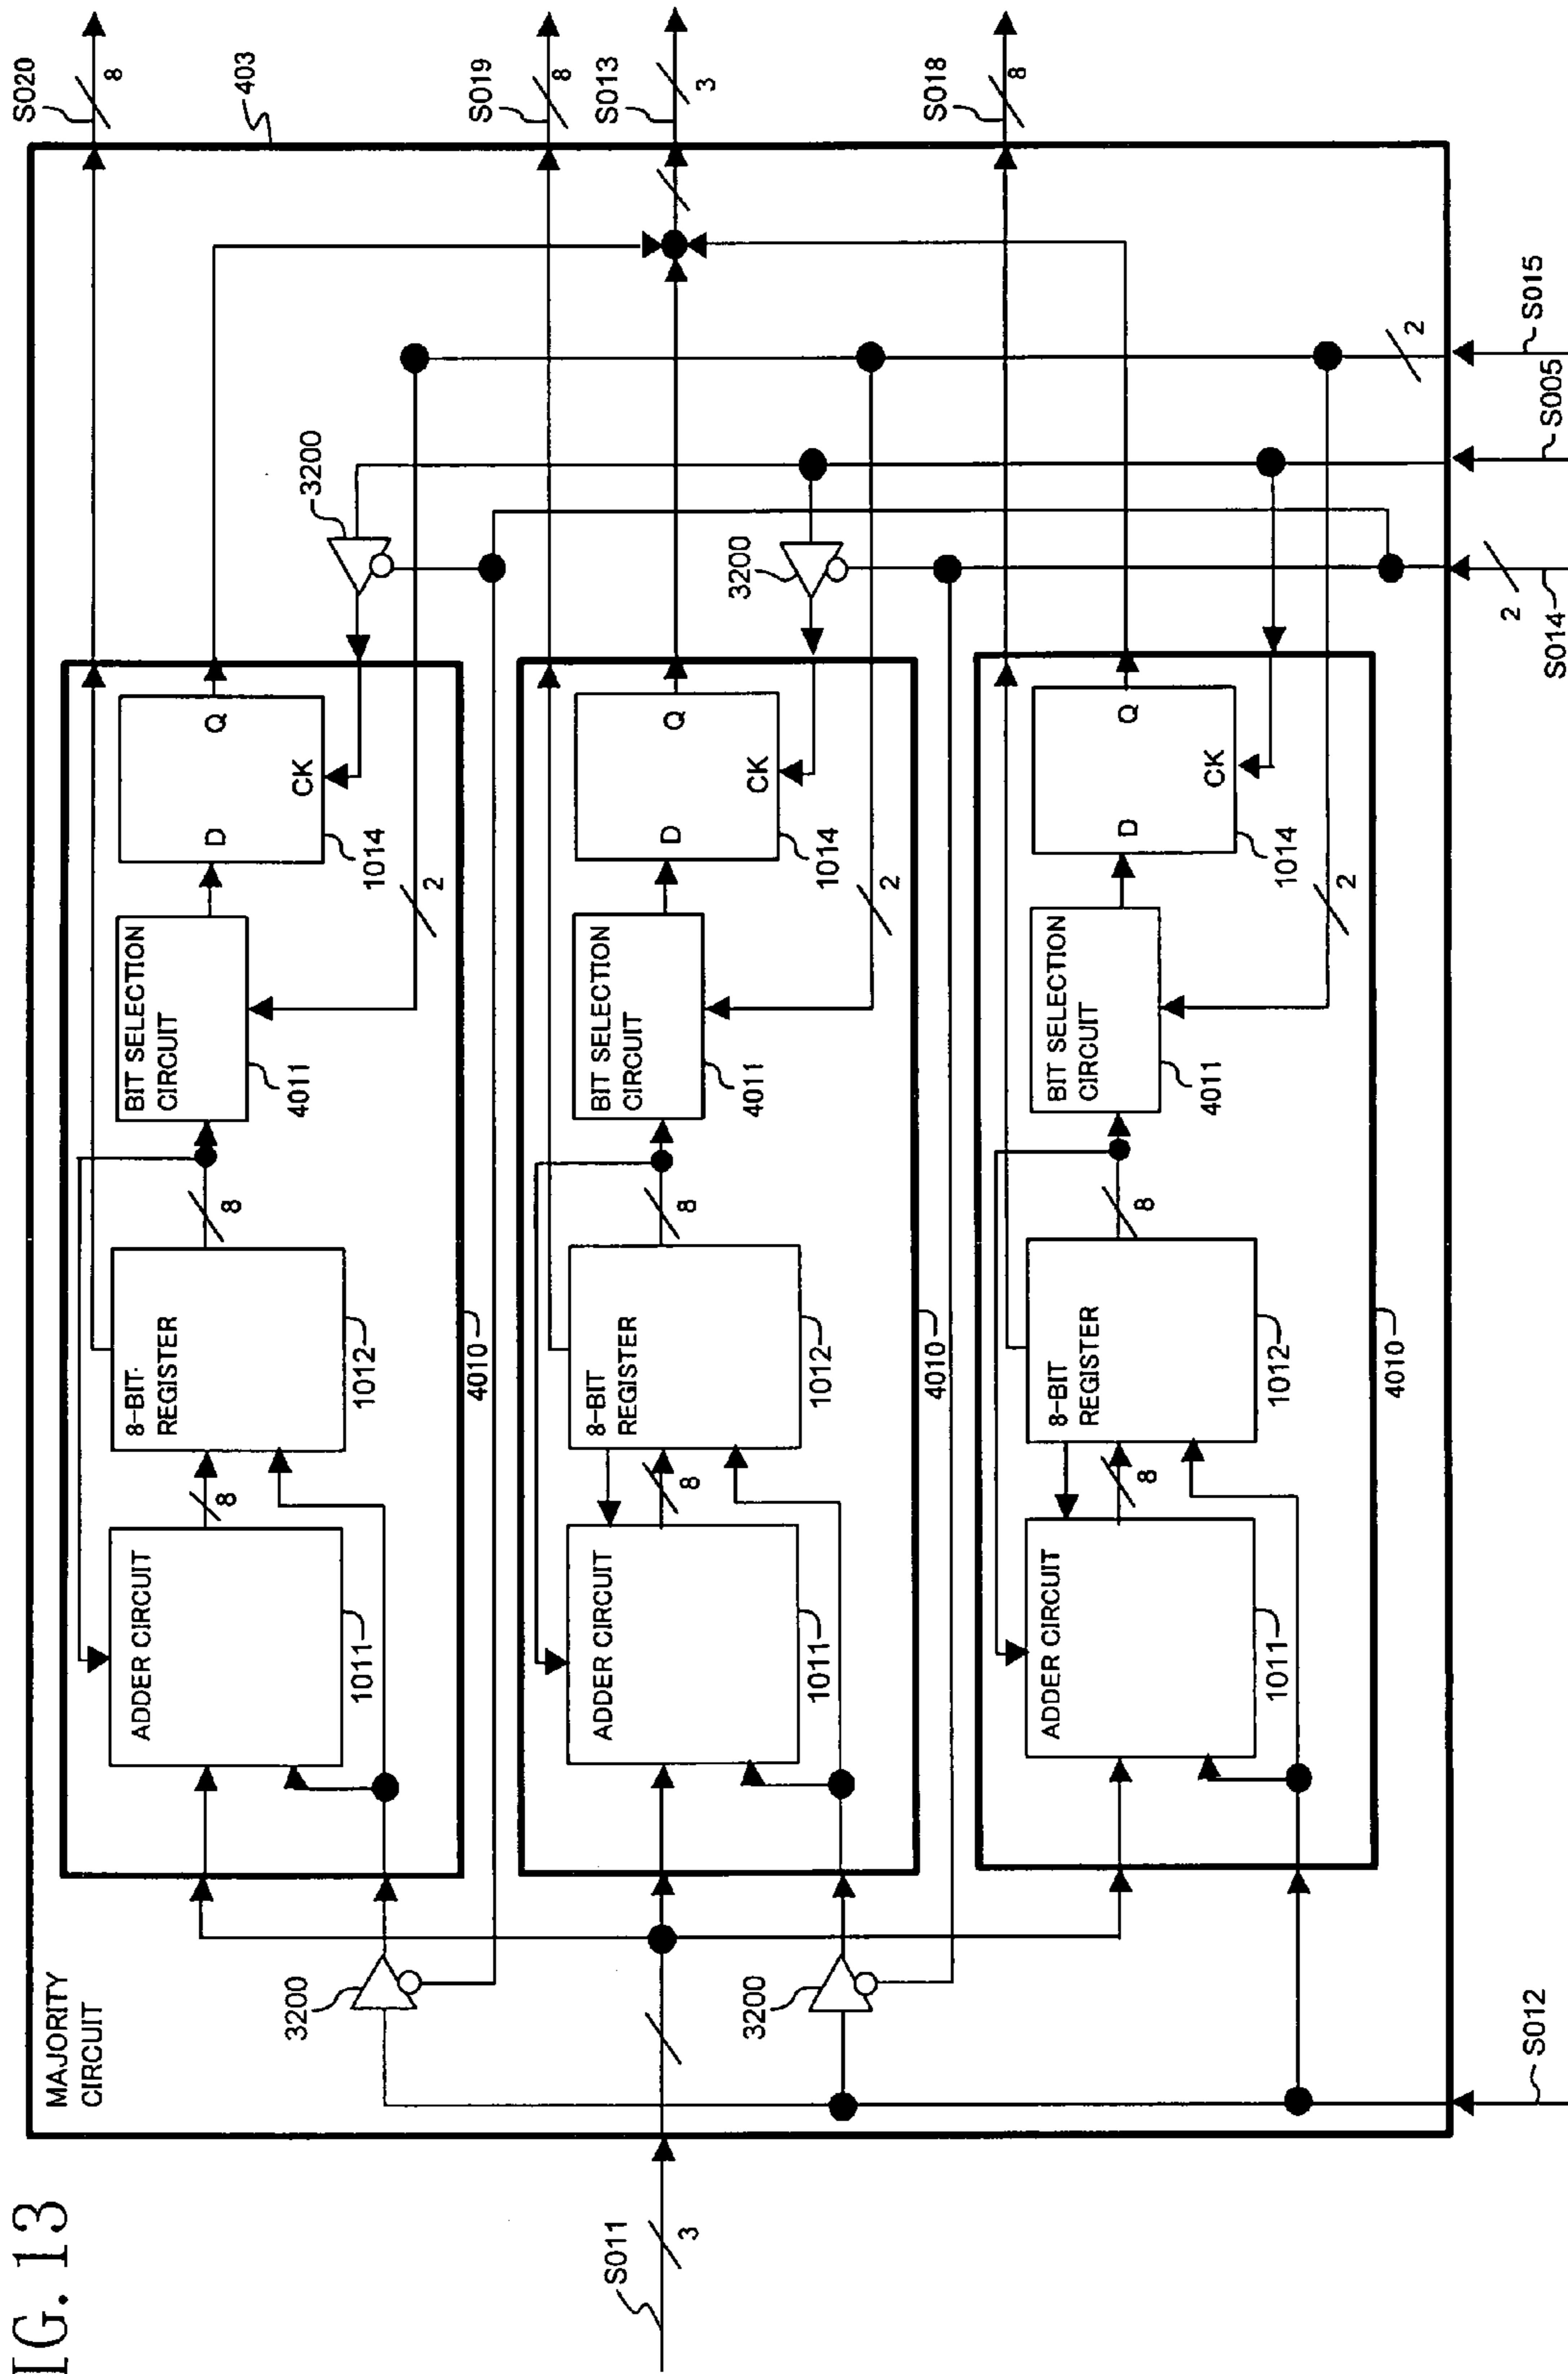 IG. 13
MAJORITY
CIRCUIT
403
S020
8
S019
8
S013
3
S018
8
S011
3
S012
S014
2
S005
S015
2
3200
3200
3200
3200
ADDER CIRCUIT
1011
8
8-BIT
REGISTER
1012
8
BIT SELECTION
CIRCUIT
4011
D
Q
CK
1014
2
4010
ADDER CIRCUIT
1011
8
8-BIT
REGISTER
1012
8
BIT SELECTION
CIRCUIT
4011
D
Q
CK
1014
2
4010
ADDER CIRCUIT
1011
8
8-BIT
REGISTER
1012
8
BIT SELECTION
CIRCUIT
4011
D
Q
CK
1014
2
4010